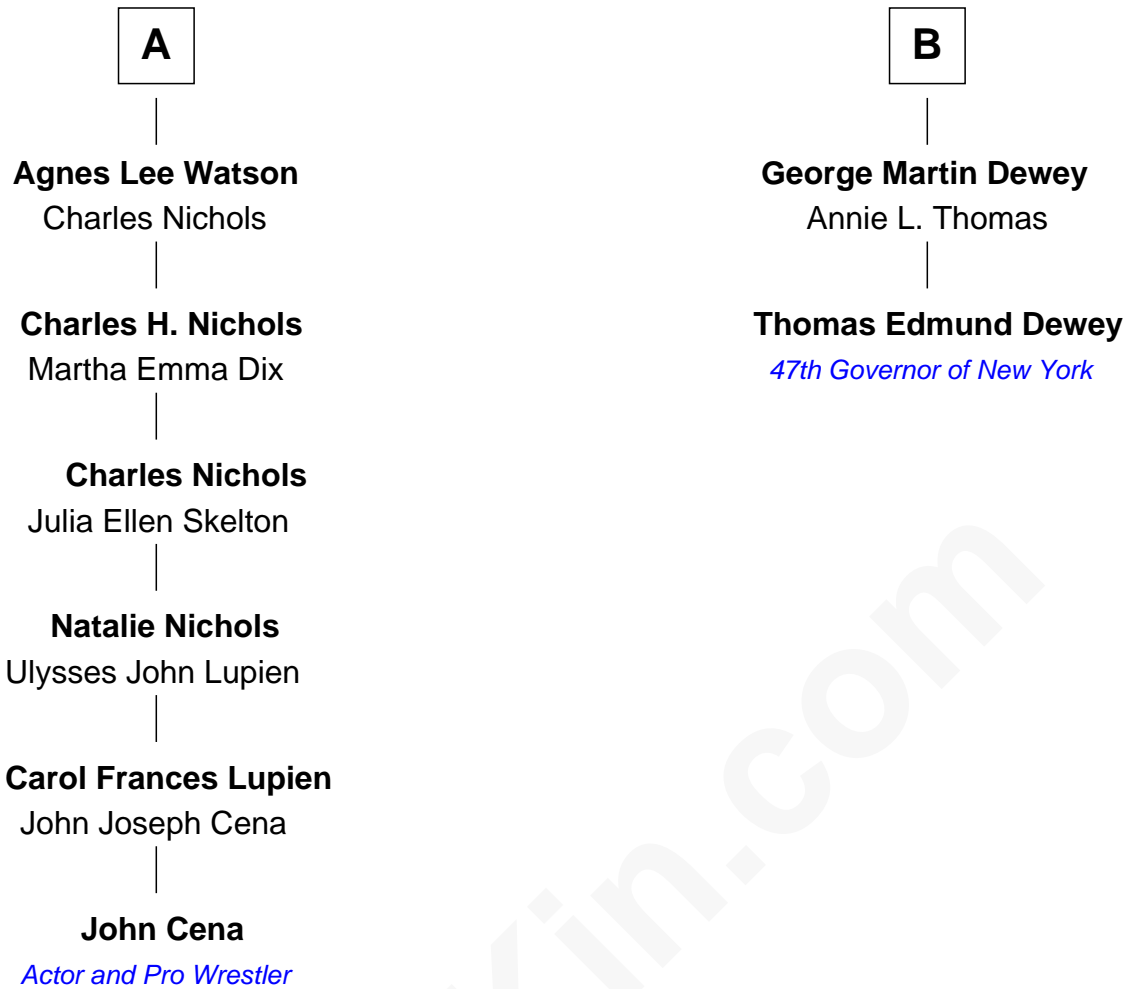 A
Agnes Lee Watson
Charles Nichols
Charles H. Nichols
Martha Emma Dix
Charles Nichols
Julia Ellen Skelton
Natalie Nichols
Ulysses John Lupien
Carol Frances Lupien
John Joseph Cena
John Cena
Actor and Pro Wrestler
B
George Martin Dewey
Annie L. Thomas
Thomas Edmund Dewey
47th Governor of New York
Kin.com